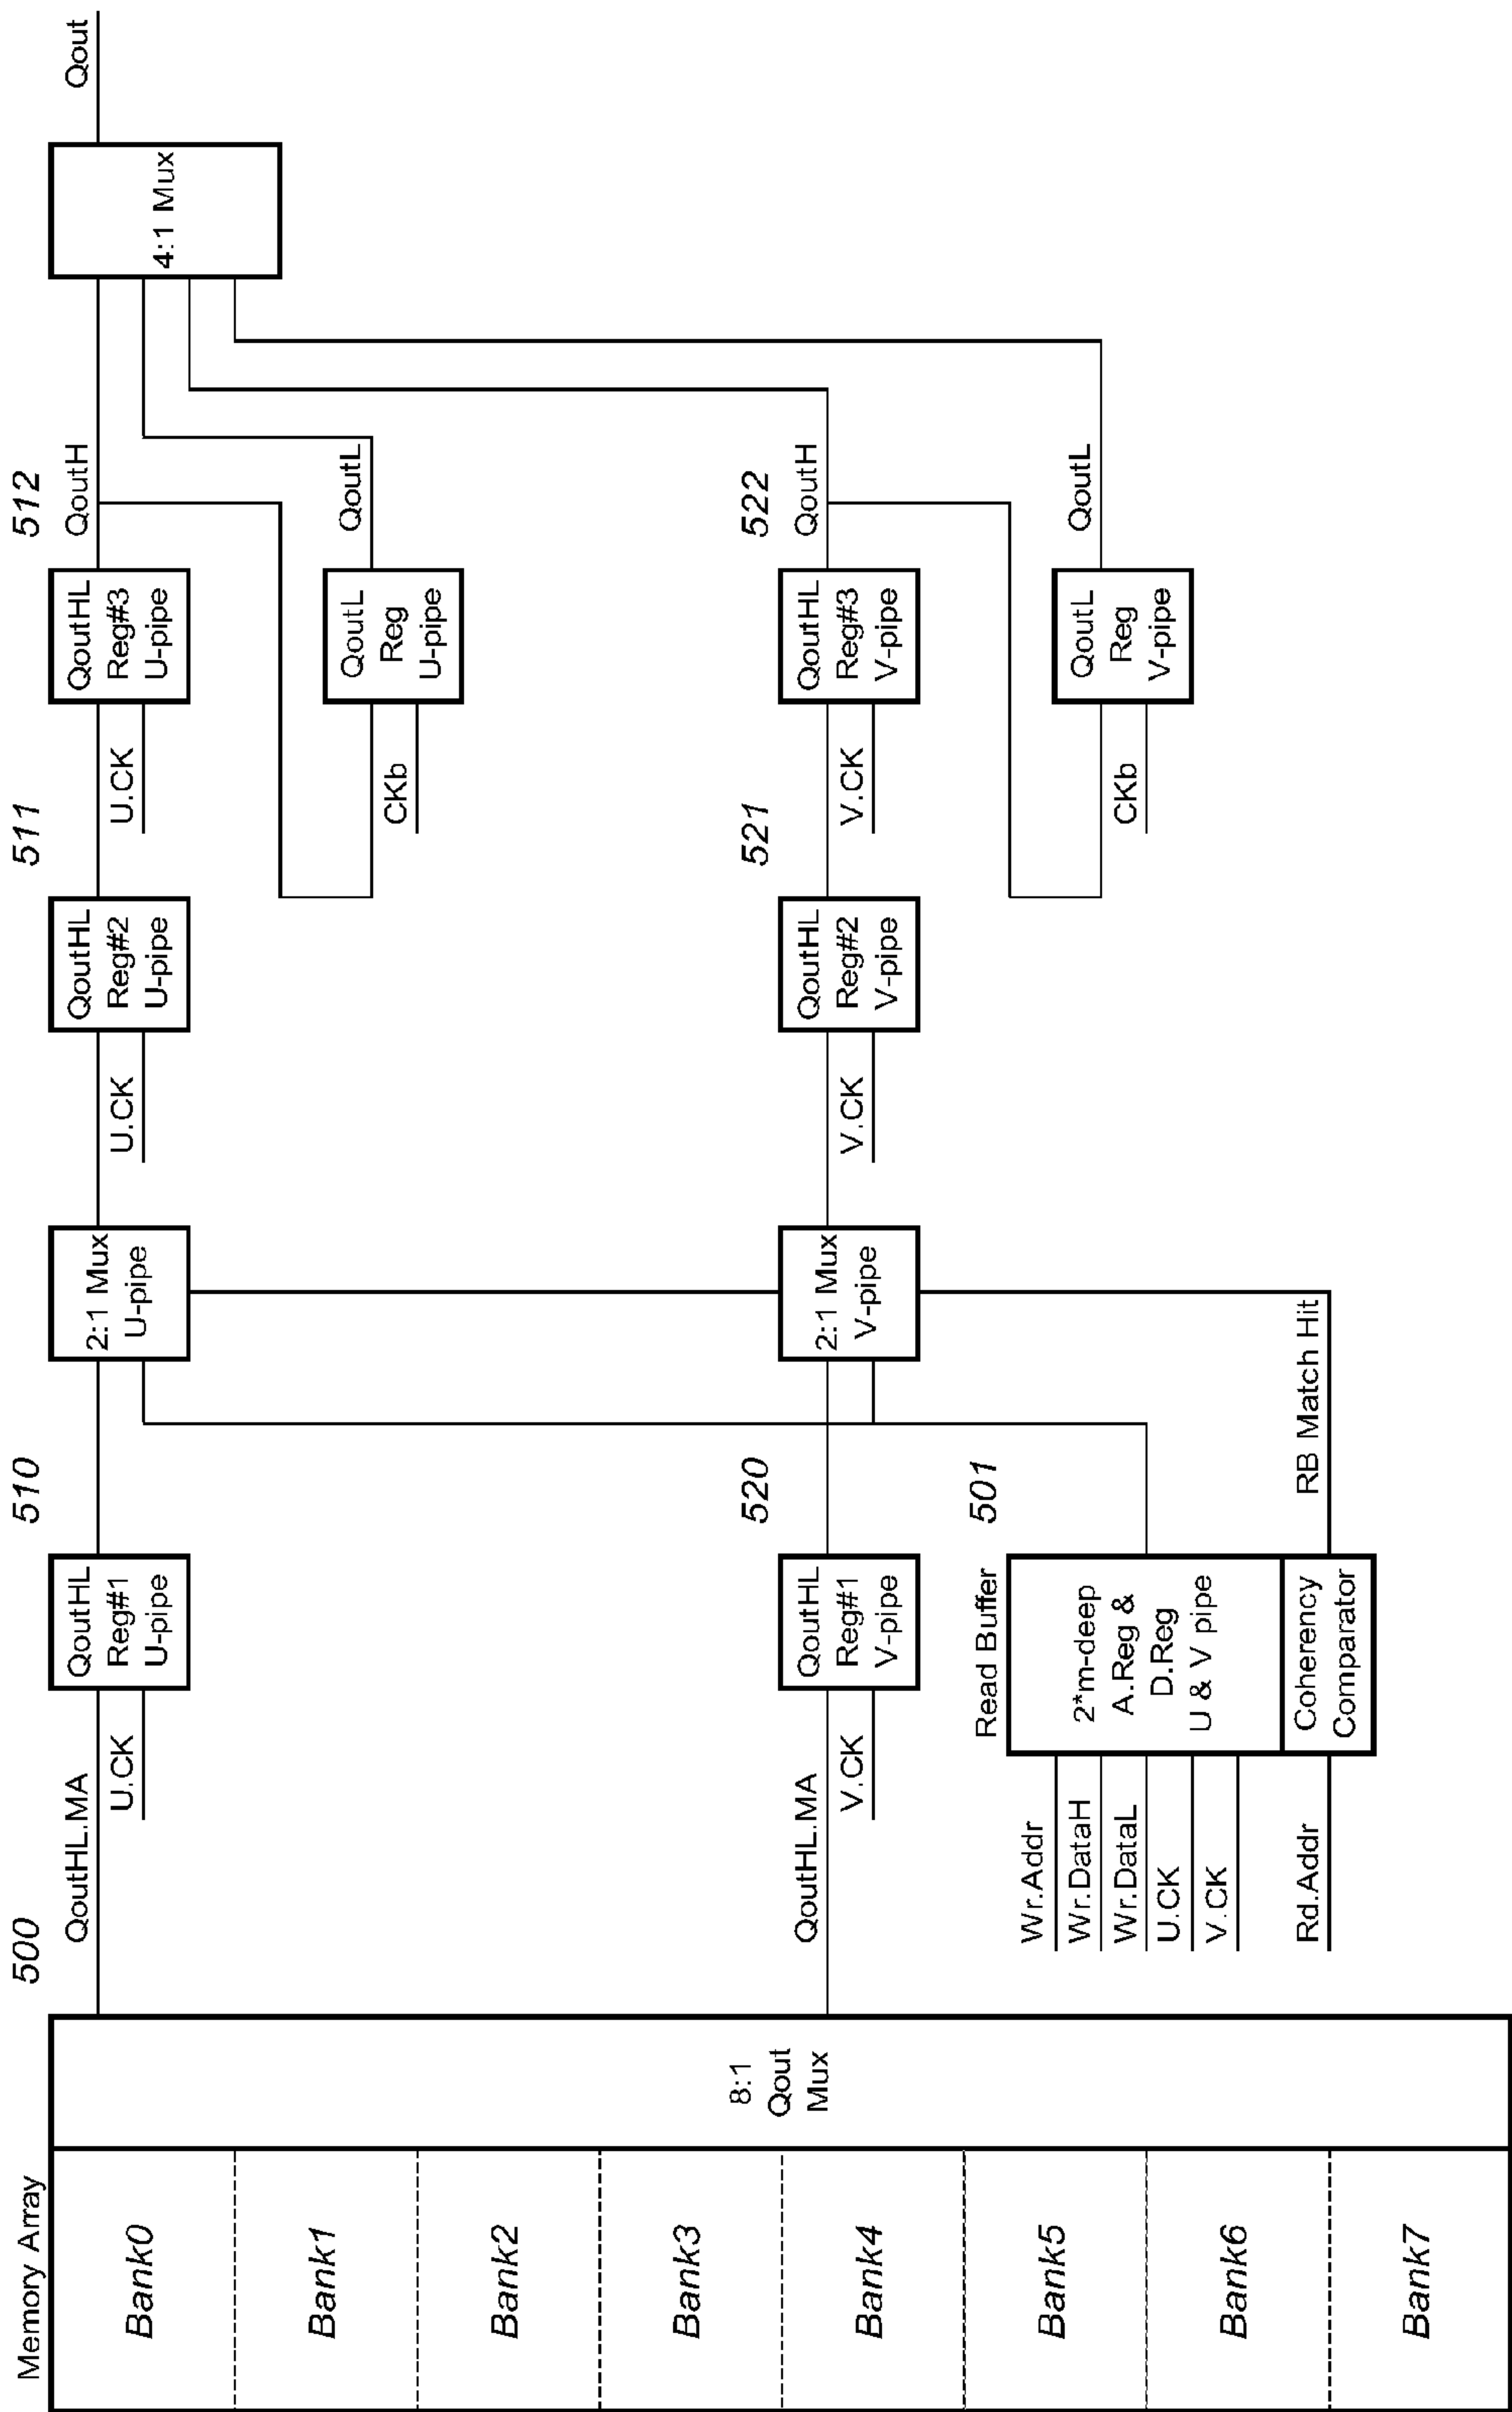 Memory Array
Bank0
Bank1
Bank2
Bank3
Bank4
Bank5
Bank6
Bank7
8:1
Qout
Mux
500
QoutHL.MA
U.CK
QoutHL
Reg#1
U-pipe
510
2:1 Mux
U-pipe
U.CK
QoutHL
Reg#2
U-pipe
511
U.CK
QoutHL
Reg#3
U-pipe
512
QoutH
CKb
QoutL
Reg
U-pipe
QoutL
4:1 Mux
Qout
QoutHL.MA
V.CK
QoutHL
Reg#1
V-pipe
520
2:1 Mux
V-pipe
V.CK
QoutHL
Reg#2
V-pipe
521
V.CK
QoutHL
Reg#3
V-pipe
522
QoutH
CKb
QoutL
Reg
V-pipe
QoutL
Read Buffer
501
Wr.Addr
Wr.DataH
Wr.DataL
U.CK
V.CK
Rd.Addr
2*m-deep
A.Reg &
D.Reg
U & V pipe
Coherency
Comparator
RB Match Hit